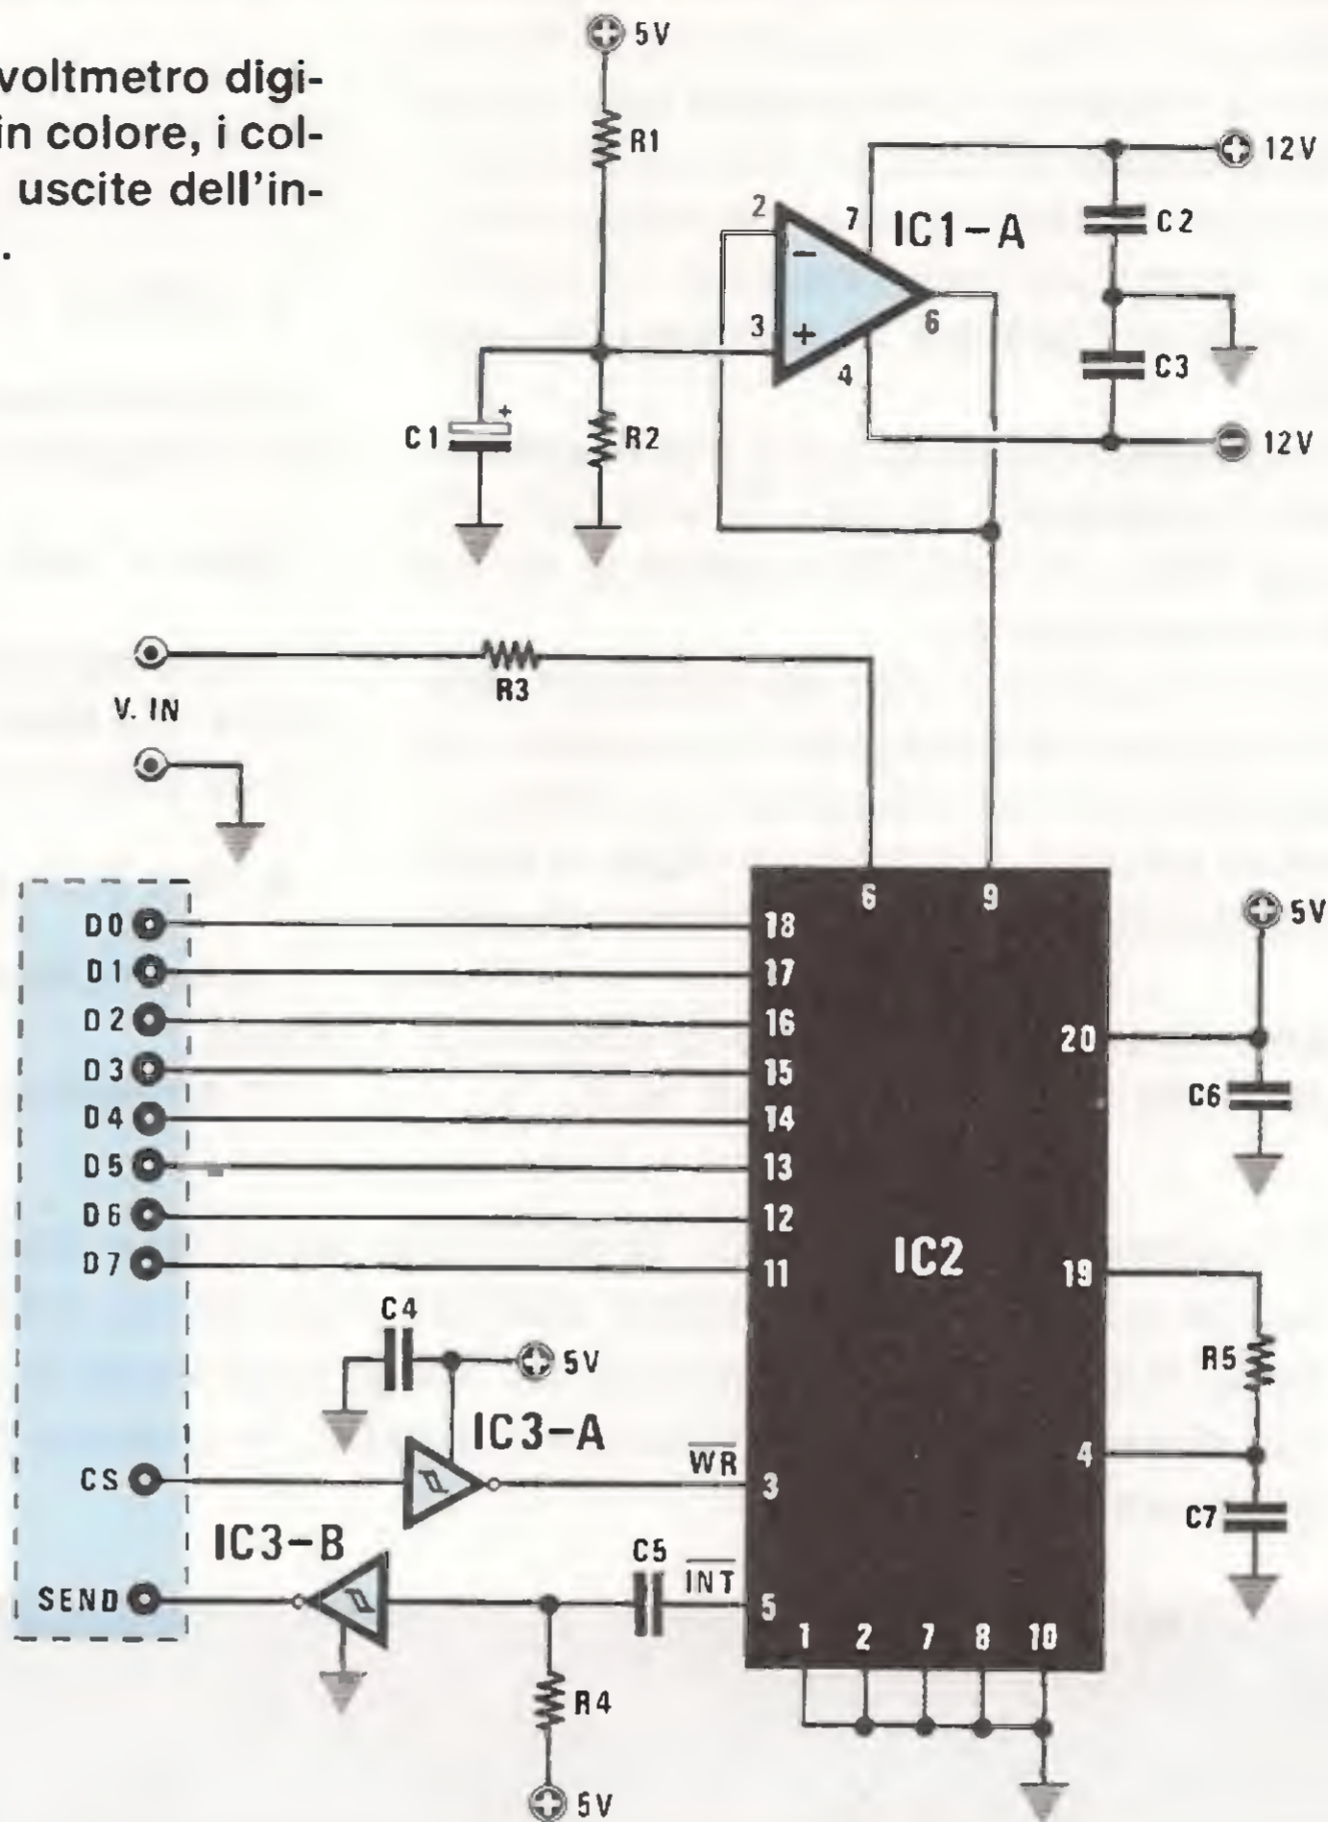 voltmetro digi-
in colore, i col-
uscite dell'in-
.
5V
R1
12V
2
7
IC1-A
C2
−
3
+
6
4
C3
C1
+
R2
12V
R3
V. IN
6
9
D0
18
5V
D1
17
D2
16
20
D3
15
C6
D4
14
D5
13
D6
12
IC2
D7
11
19
C4
5V
R5
IC3-A
WR
4
CS
3
IC3-B
C5
INT
C7
SEND
5
1
2
7
8
10
R4
5V